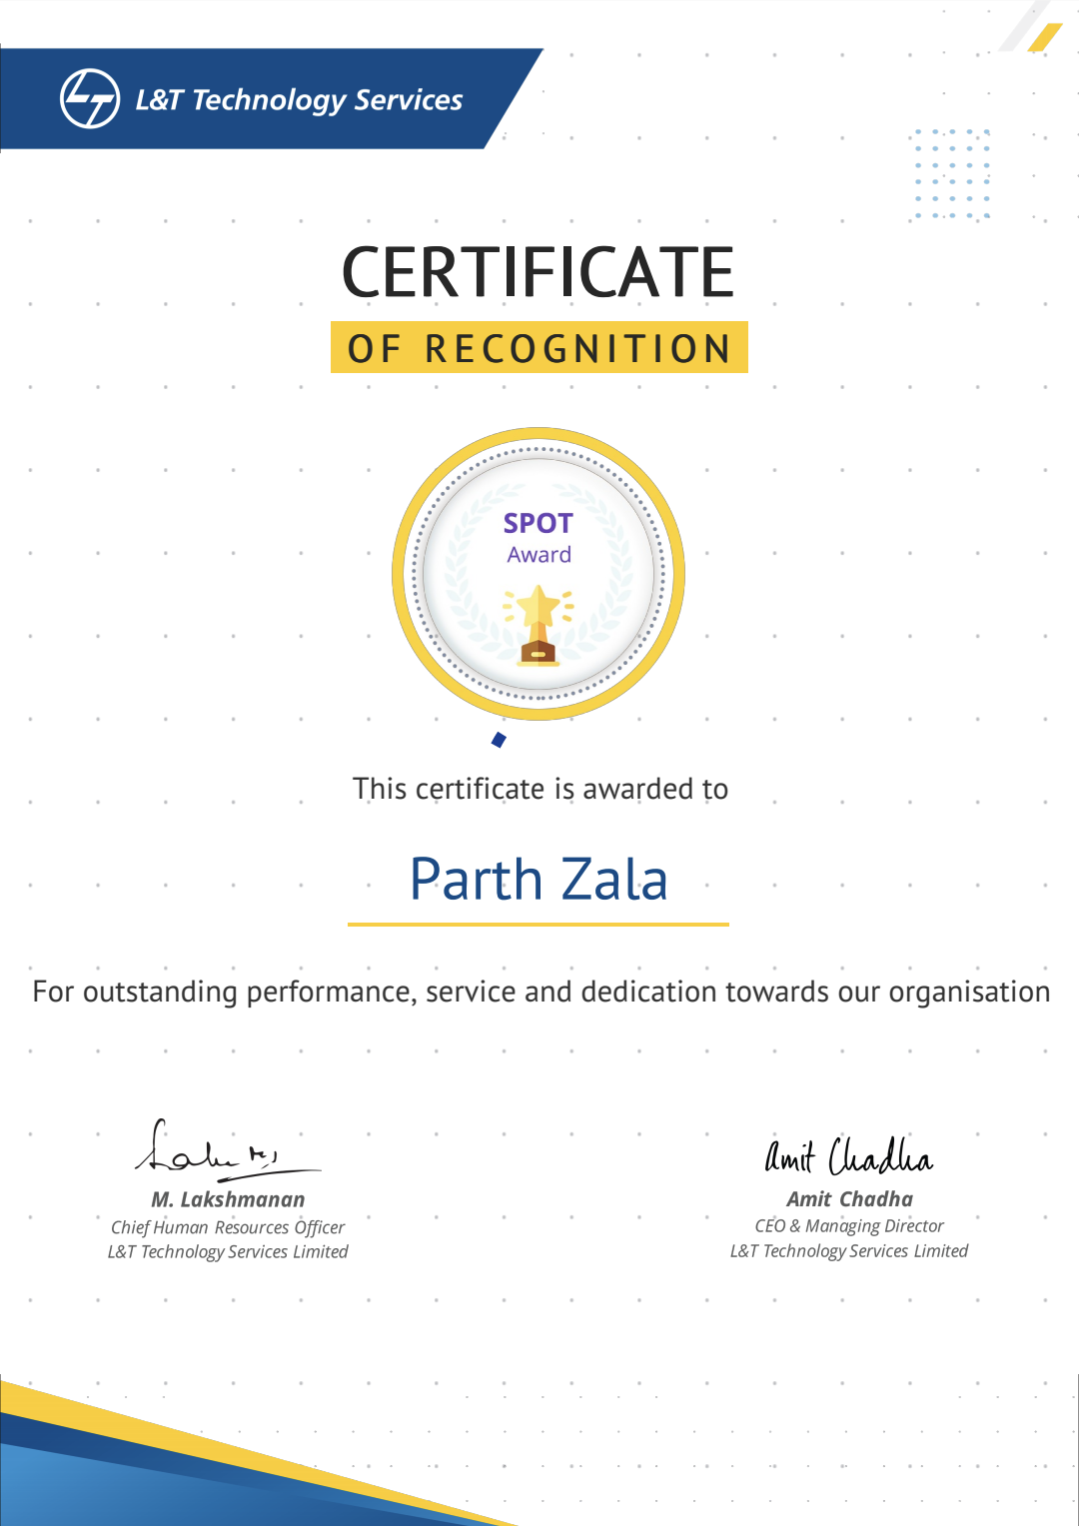 L&T Technology Services
CERTIFICATE
OF RECOGNITION
SPOT
Award
This certificate is awarded to
Parth Zala
For outstanding performance, service and dedication towards our organisation
Amit Chadha
M. Lakshmanan
Chief Human Resources Officer
L&T Technology Services Limited
Amit Chadha
CEO & Managing Director
L&T Technology Services Limited